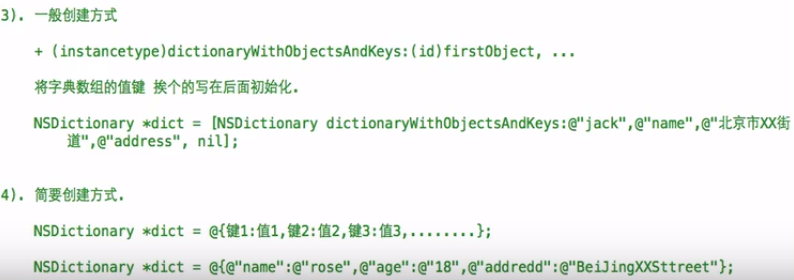 3). 一般创建方式
+ (instancetype)dictionaryWithObjectsAndKeys:(id)firstObject, ...
将字典数组的值键 挨个的写在后面初始化.
NSDictionary *dict = [NSDictionary dictionaryWithObjectsAndKeys:@"jack",@"name",@"北京市XX街
道",@"address", nil];
4). 简要创建方式.
NSDictionary *dict = @{键1:值1,键2:值2,键3:值3,........};
NSDictionary *dict = @{@"name":@"rose",@"age":@"18",@"addredd":@"BeiJingXXSttreet"};